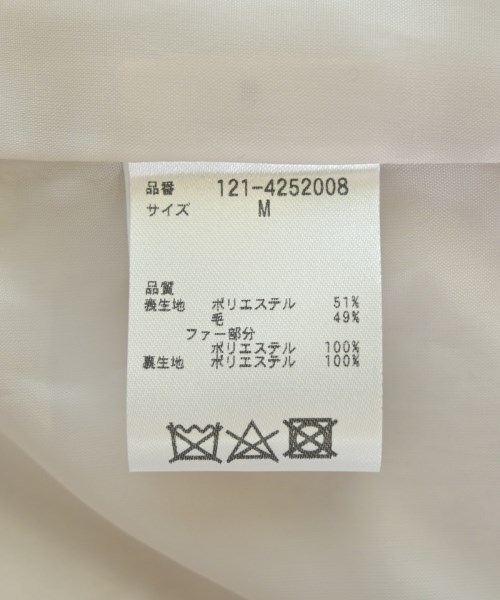 品番 121-4252008
サイズ M
品質
表生地 ポリエステル 51%
毛 49%
ファー部分
ポリエステル 100%
裏生地 ポリエステル 100%